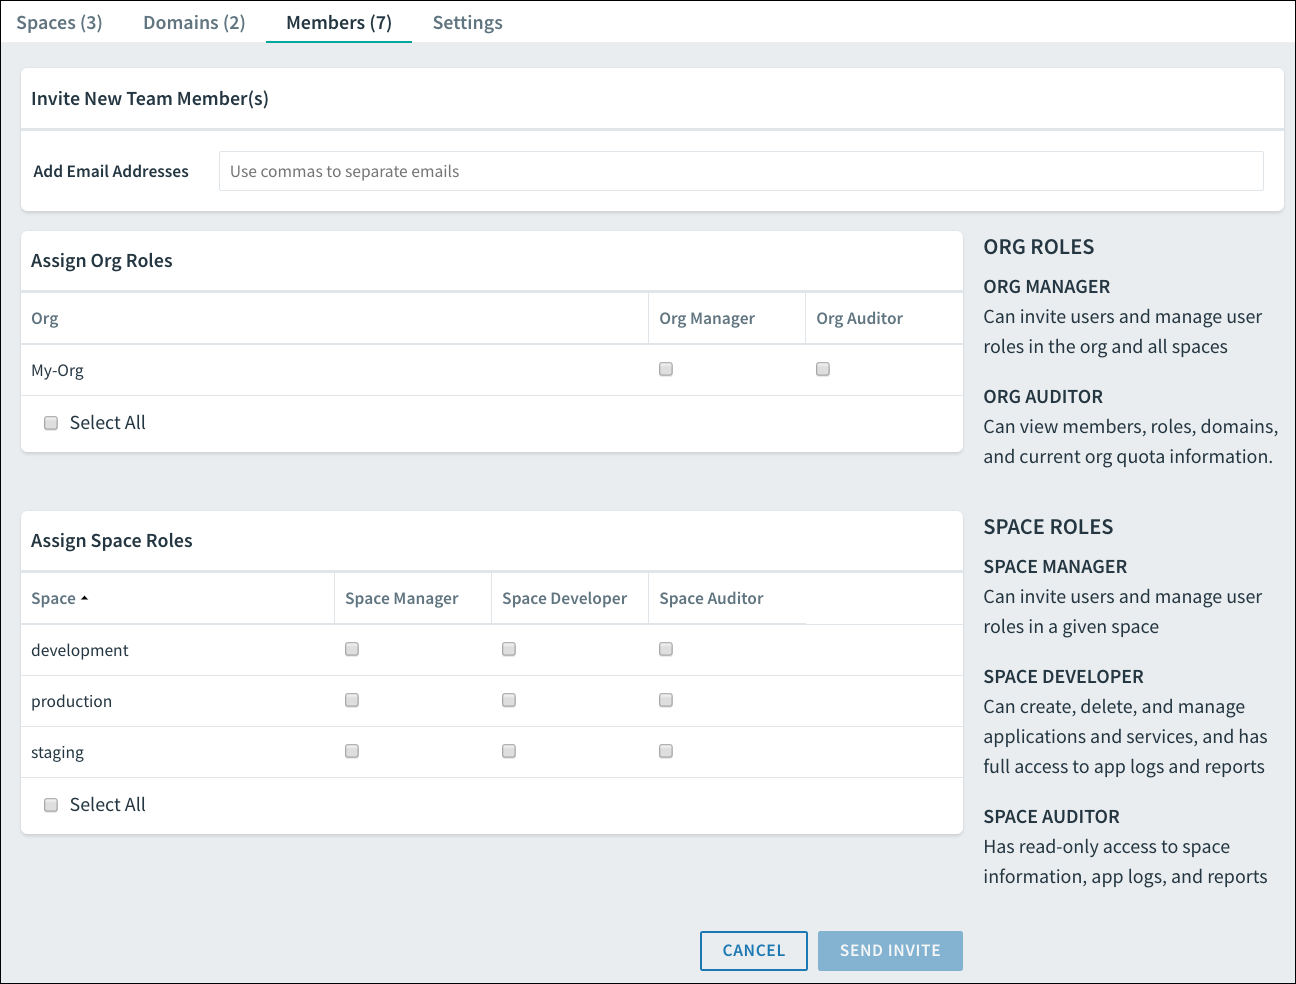 Spaces (3) Domains (2) Members (7) Settings
Invite New Team Member(s)
Add Email Addresses Use commas to separate emails
Assign Org Roles
Org Org Manager Org Auditor
My-Org
Select All
ORG ROLES
ORG MANAGER
Can invite users and manage user
roles in the org and all spaces
ORG AUDITOR
Can view members, roles, domains,
and current org quota information.
Assign Space Roles
Space Space Manager Space Developer Space Auditor
development
production
staging
Select All
SPACE ROLES
SPACE MANAGER
Can invite users and manage user
roles in a given space
SPACE DEVELOPER
Can create, delete, and manage
applications and services, and has
full access to app logs and reports
SPACE AUDITOR
Has read-only access to space
information, app logs, and reports
CANCEL SEND INVITE